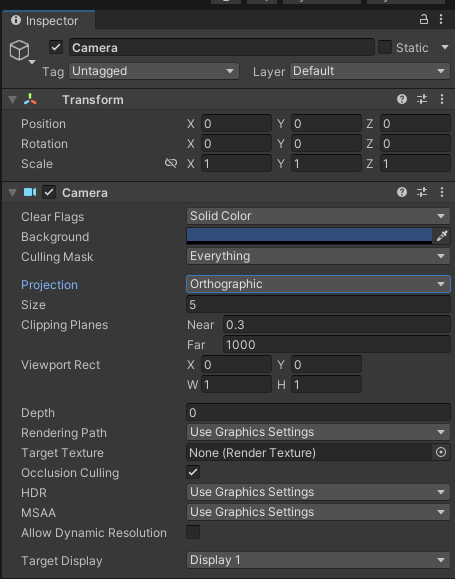 Inspector
Camera Static
Tag Untagged Layer Default
Transform
Position X 0 Y 0 Z 0
Rotation X 0 Y 0 Z 0
Scale X 1 Y 1 Z 1
Camera
Clear Flags Solid Color
Background
Culling Mask Everything
Projection Orthographic
Size 5
Clipping Planes Near 0.3
Far 1000
Viewport Rect X 0 Y 0
W 1 H 1
Depth 0
Rendering Path Use Graphics Settings
Target Texture None (Render Texture)
Occlusion Culling
HDR Use Graphics Settings
MSAA Use Graphics Settings
Allow Dynamic Resolution
Target Display Display 1